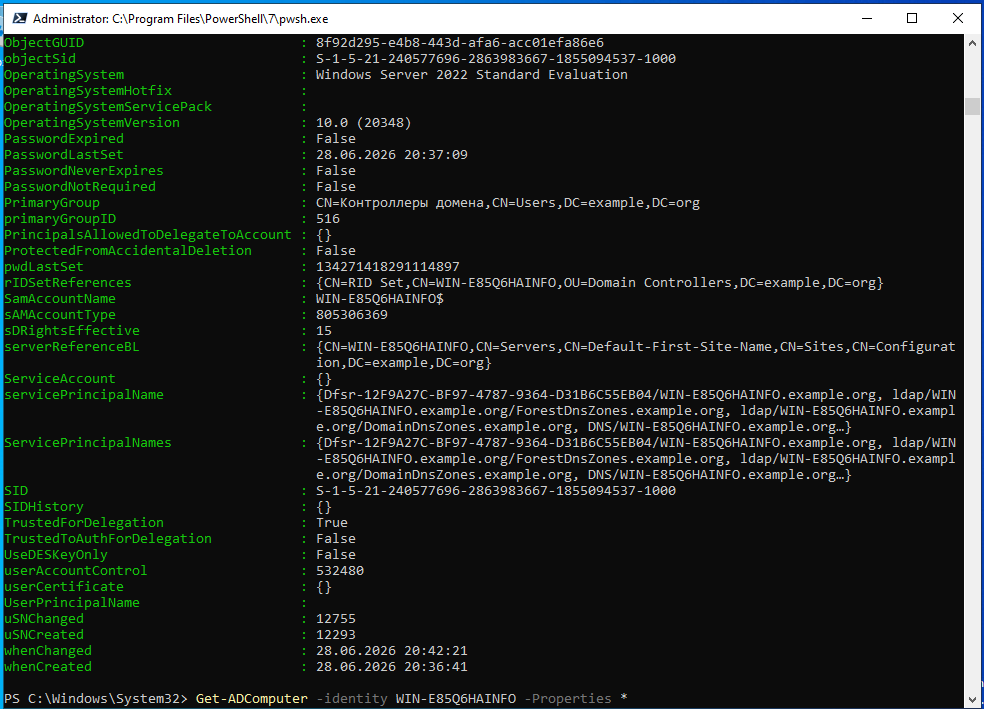 Administrator: C:\Program Files\PowerShell\7\pwsh.exe
ObjectGUID : 8f92d295-e4b8-443d-afa6-acc01efa86e6
objectSid : S-1-5-21-240577696-2863983667-1855094537-1000
OperatingSystem : Windows Server 2022 Standard Evaluation
OperatingSystemHotfix :
OperatingSystemServicePack :
OperatingSystemVersion : 10.0 (20348)
PasswordExpired : False
PasswordLastSet : 28.06.2026 20:37:09
PasswordNeverExpires : False
PasswordNotRequired : False
PrimaryGroup : CN=Контроллеры домена,CN=Users,DC=example,DC=org
primaryGroupID : 516
PrincipalsAllowedToDelegateToAccount : {}
ProtectedFromAccidentalDeletion : False
pwdLastSet : 134271418291114897
rIDSetReferences : {CN=RID Set,CN=WIN-E85Q6HAINFO,OU=Domain Controllers,DC=example,DC=org}
SamAccountName : WIN-E85Q6HAINFO$
sAMAccountType : 805306369
sDRightsEffective : 15
serverReferenceBL : {CN=WIN-E85Q6HAINFO,CN=Servers,CN=Default-First-Site-Name,CN=Sites,CN=Configurat
ion,DC=example,DC=org}
ServiceAccount : {}
servicePrincipalName : {Dfsr-12F9A27C-BF97-4787-9364-D31B6C55EB04/WIN-E85Q6HAINFO.example.org, ldap/WIN
-E85Q6HAINFO.example.org/ForestDnsZones.example.org, ldap/WIN-E85Q6HAINFO.exampl
e.org/DomainDnsZones.example.org, DNS/WIN-E85Q6HAINFO.example.org…}
ServicePrincipalNames : {Dfsr-12F9A27C-BF97-4787-9364-D31B6C55EB04/WIN-E85Q6HAINFO.example.org, ldap/WIN
-E85Q6HAINFO.example.org/ForestDnsZones.example.org, ldap/WIN-E85Q6HAINFO.exampl
e.org/DomainDnsZones.example.org, DNS/WIN-E85Q6HAINFO.example.org…}
SID : S-1-5-21-240577696-2863983667-1855094537-1000
SIDHistory : {}
TrustedForDelegation : True
TrustedToAuthForDelegation : False
UseDESKeyOnly : False
userAccountControl : 532480
userCertificate : {}
UserPrincipalName :
uSNChanged : 12755
uSNCreated : 12293
whenChanged : 28.06.2026 20:42:21
whenCreated : 28.06.2026 20:36:41
PS C:\Windows\System32> Get-ADComputer -identity WIN-E85Q6HAINFO -Properties *